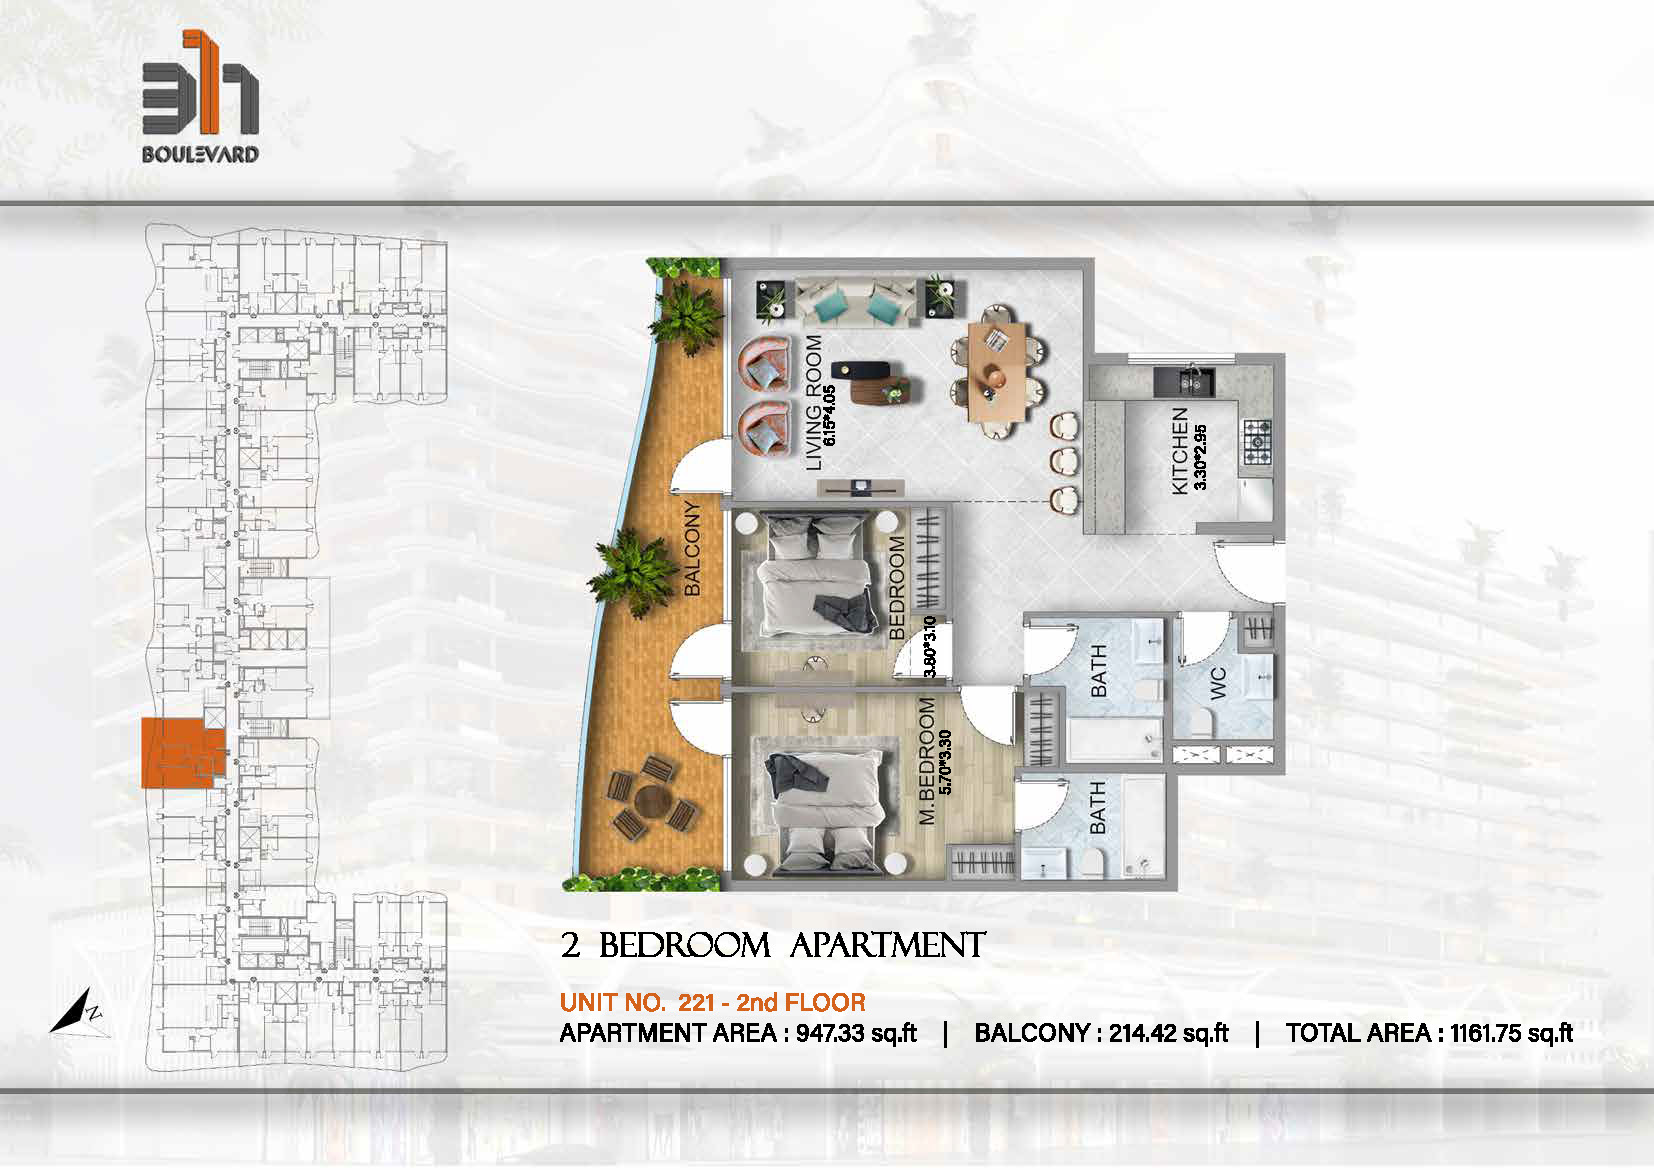 311
BOULEVARD
LIVING ROOM
6.15*4.05
KITCHEN
3.30*2.95
BALCONY
BEDROOM
3.80*3.10
BATH
WC
M.BEDROOM
5.70*3.30
BATH
N
2 BEDROOM APARTMENT
UNIT NO. 221 - 2nd FLOOR
APARTMENT AREA : 947.33 sq.ft | BALCONY : 214.42 sq.ft | TOTAL AREA : 1161.75 sq.ft